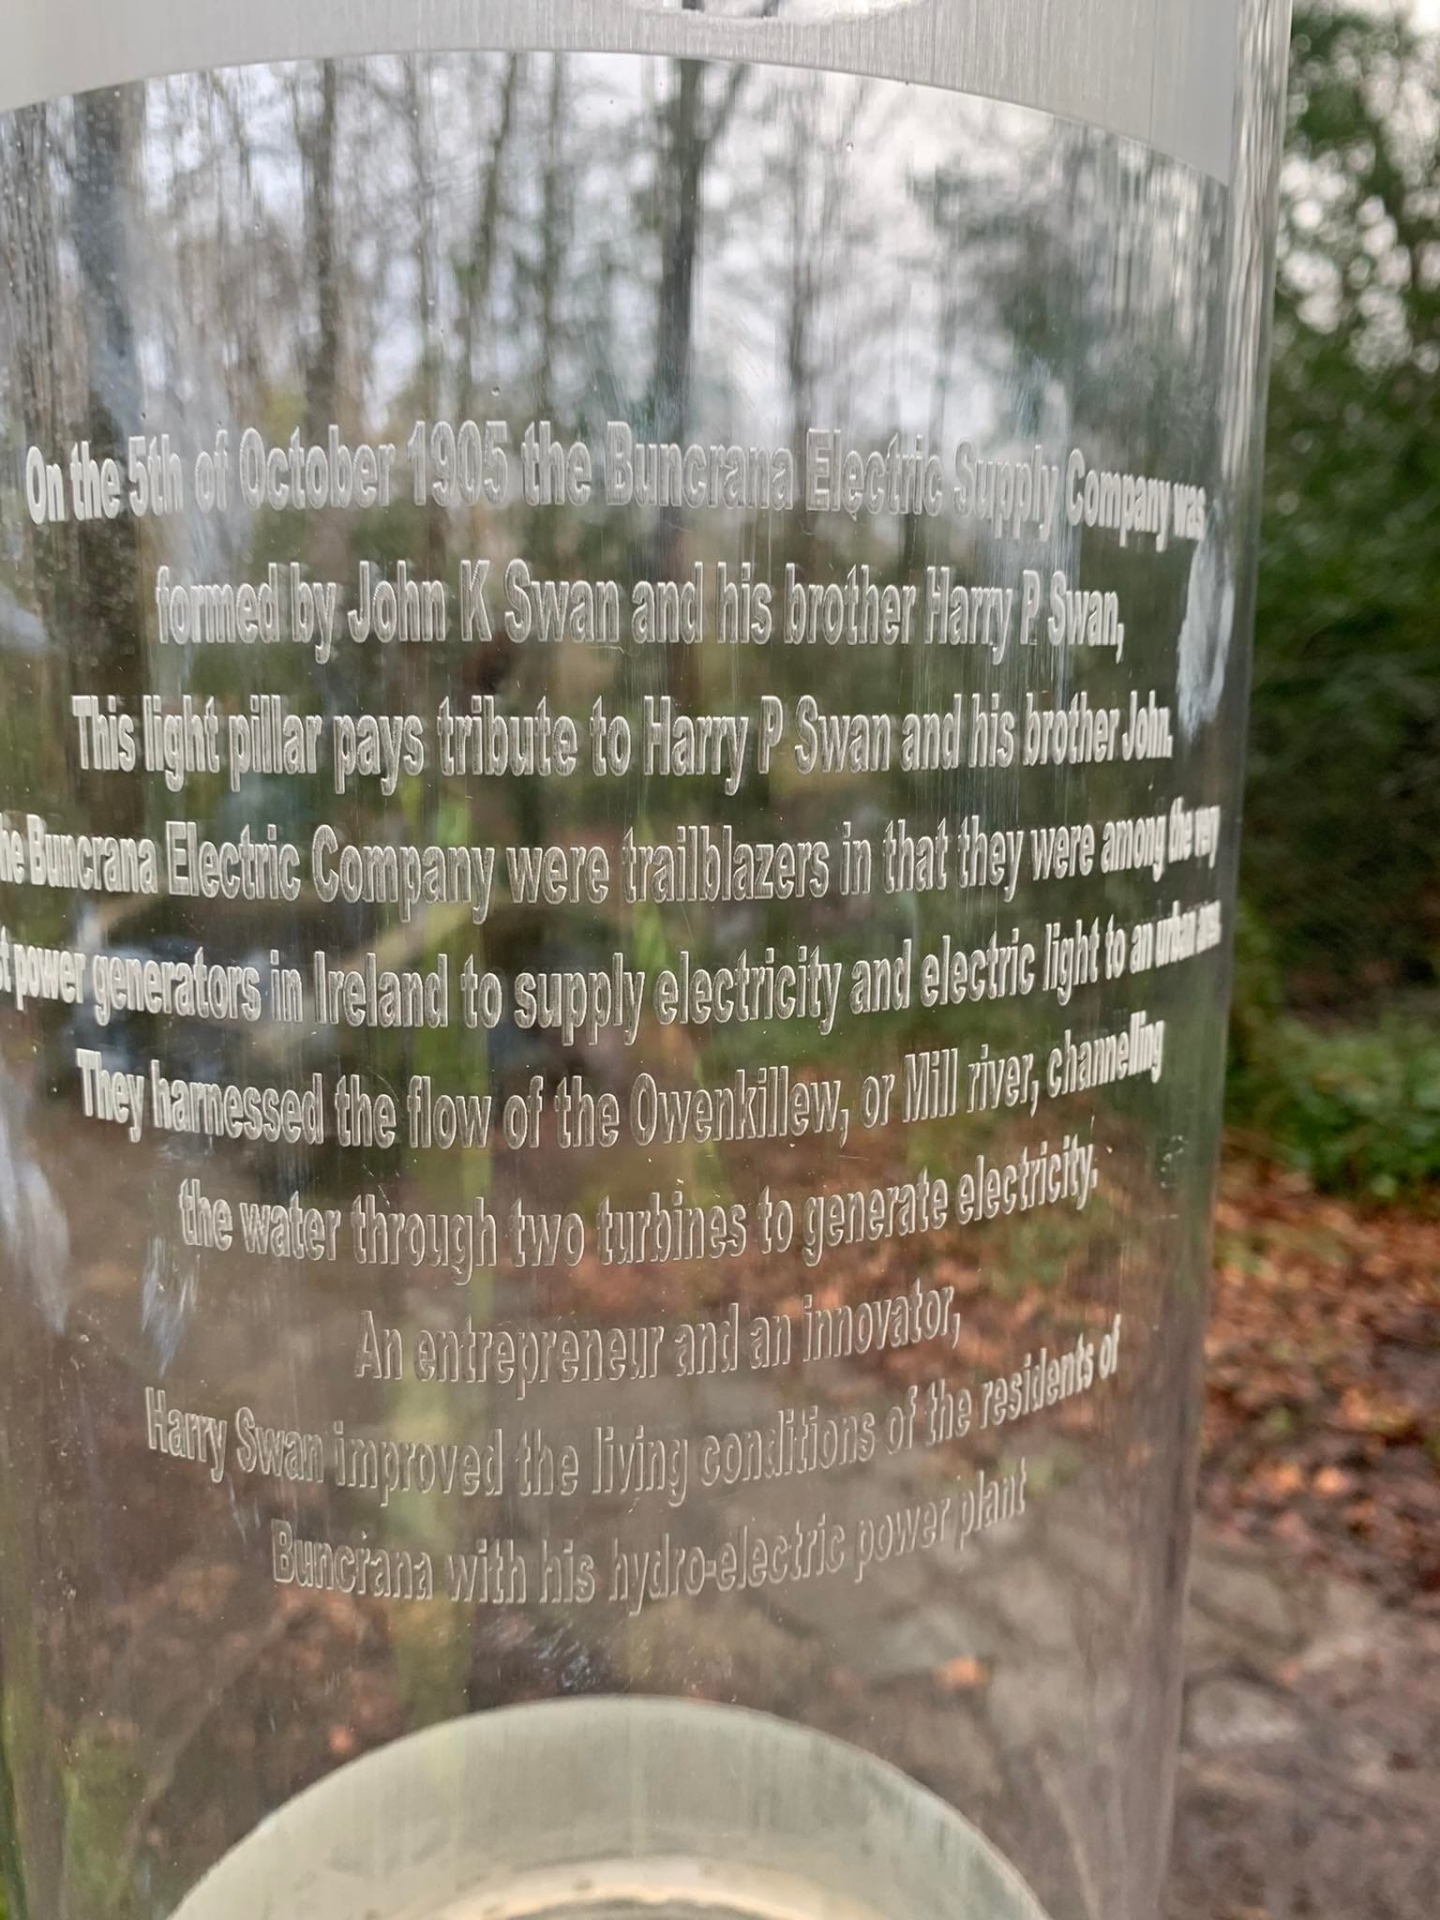 On the 5th of October 1905 the Buncrana Electric Supply Company was
formed by John K Swan and his brother Harry P Swan,
This light pillar pays tribute to Harry P Swan and his brother John.
he Buncrana Electric Company were trailblazers in that they were among the very
t power generators in Ireland to supply electricity and electric light to an urban area.
They harnessed the flow of the Owenkillew, or Mill river, channelling
the water through two turbines to generate electricity.
An entrepreneur and an innovator,
Harry Swan improved the living conditions of the residents of
Buncrana with his hydro-electric power plant